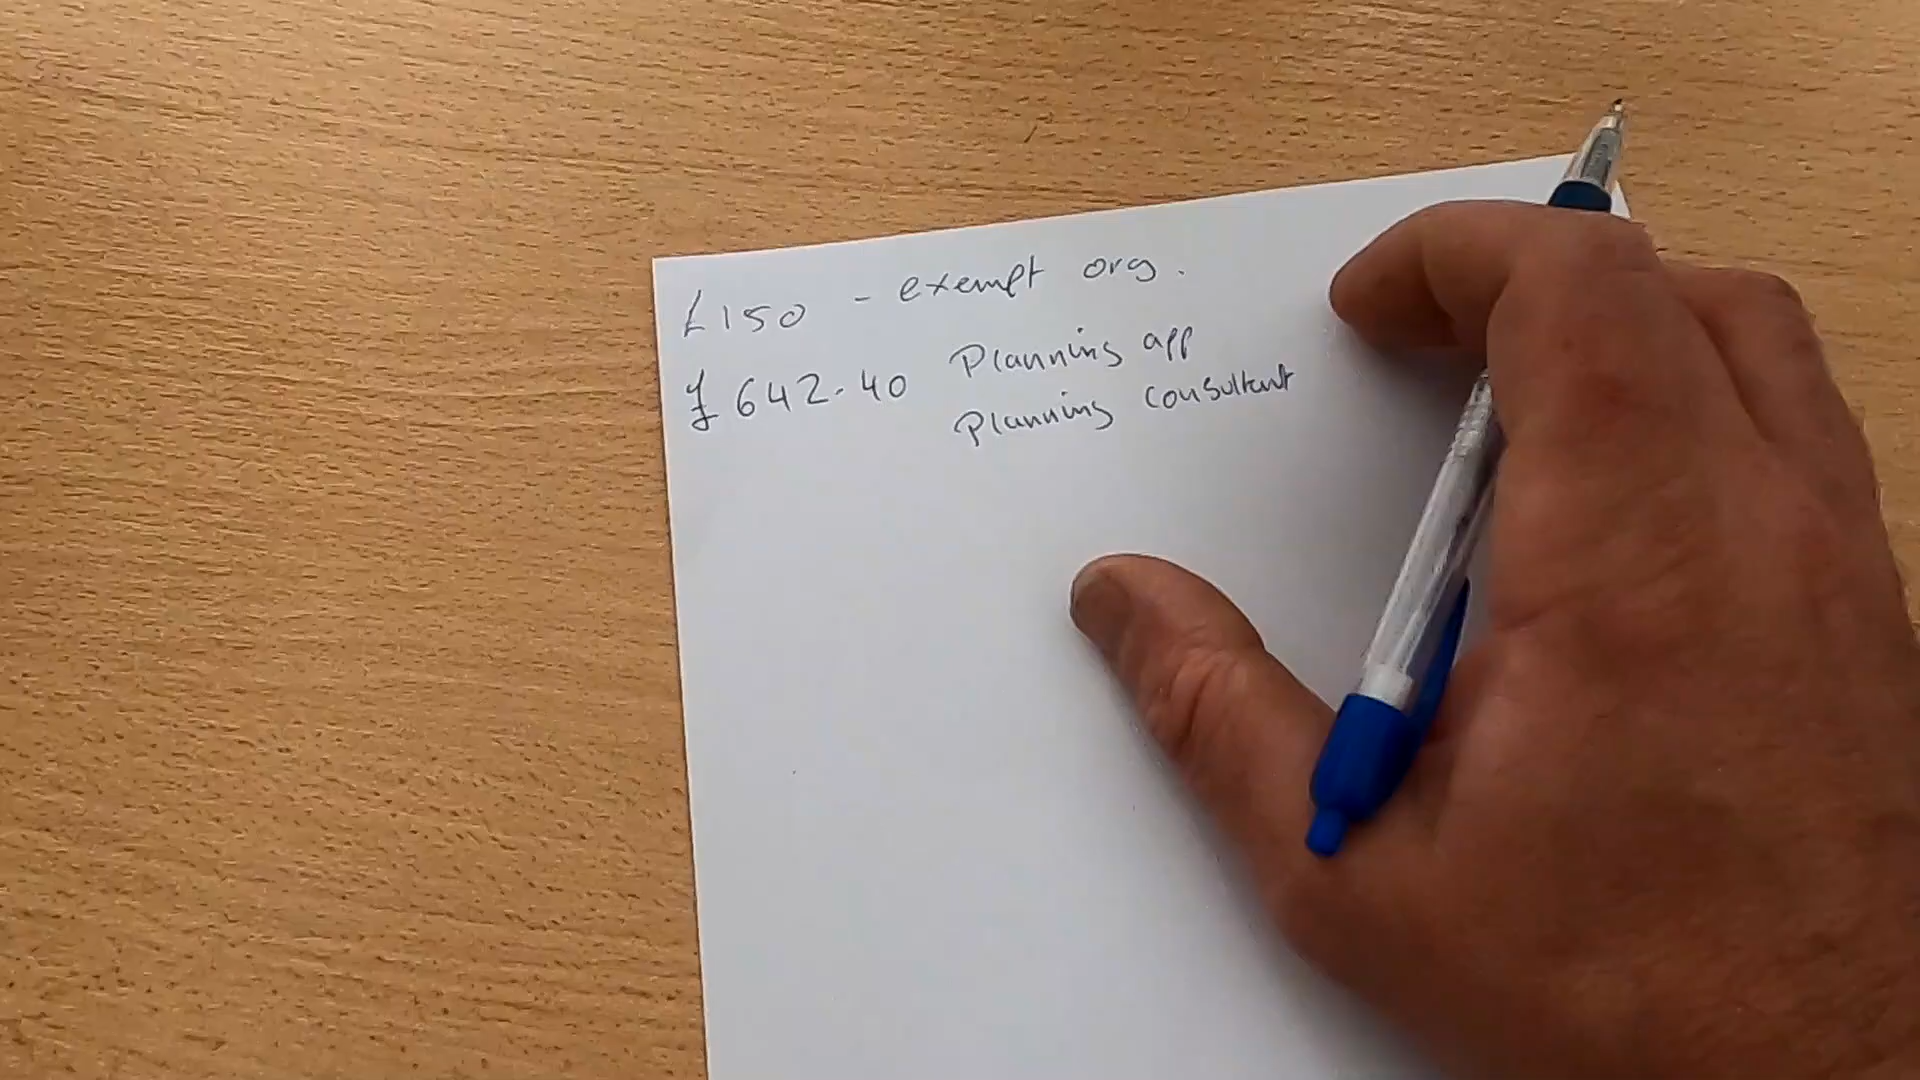 £150 - exempt org.
£642.40 Planning app
Planning consultant